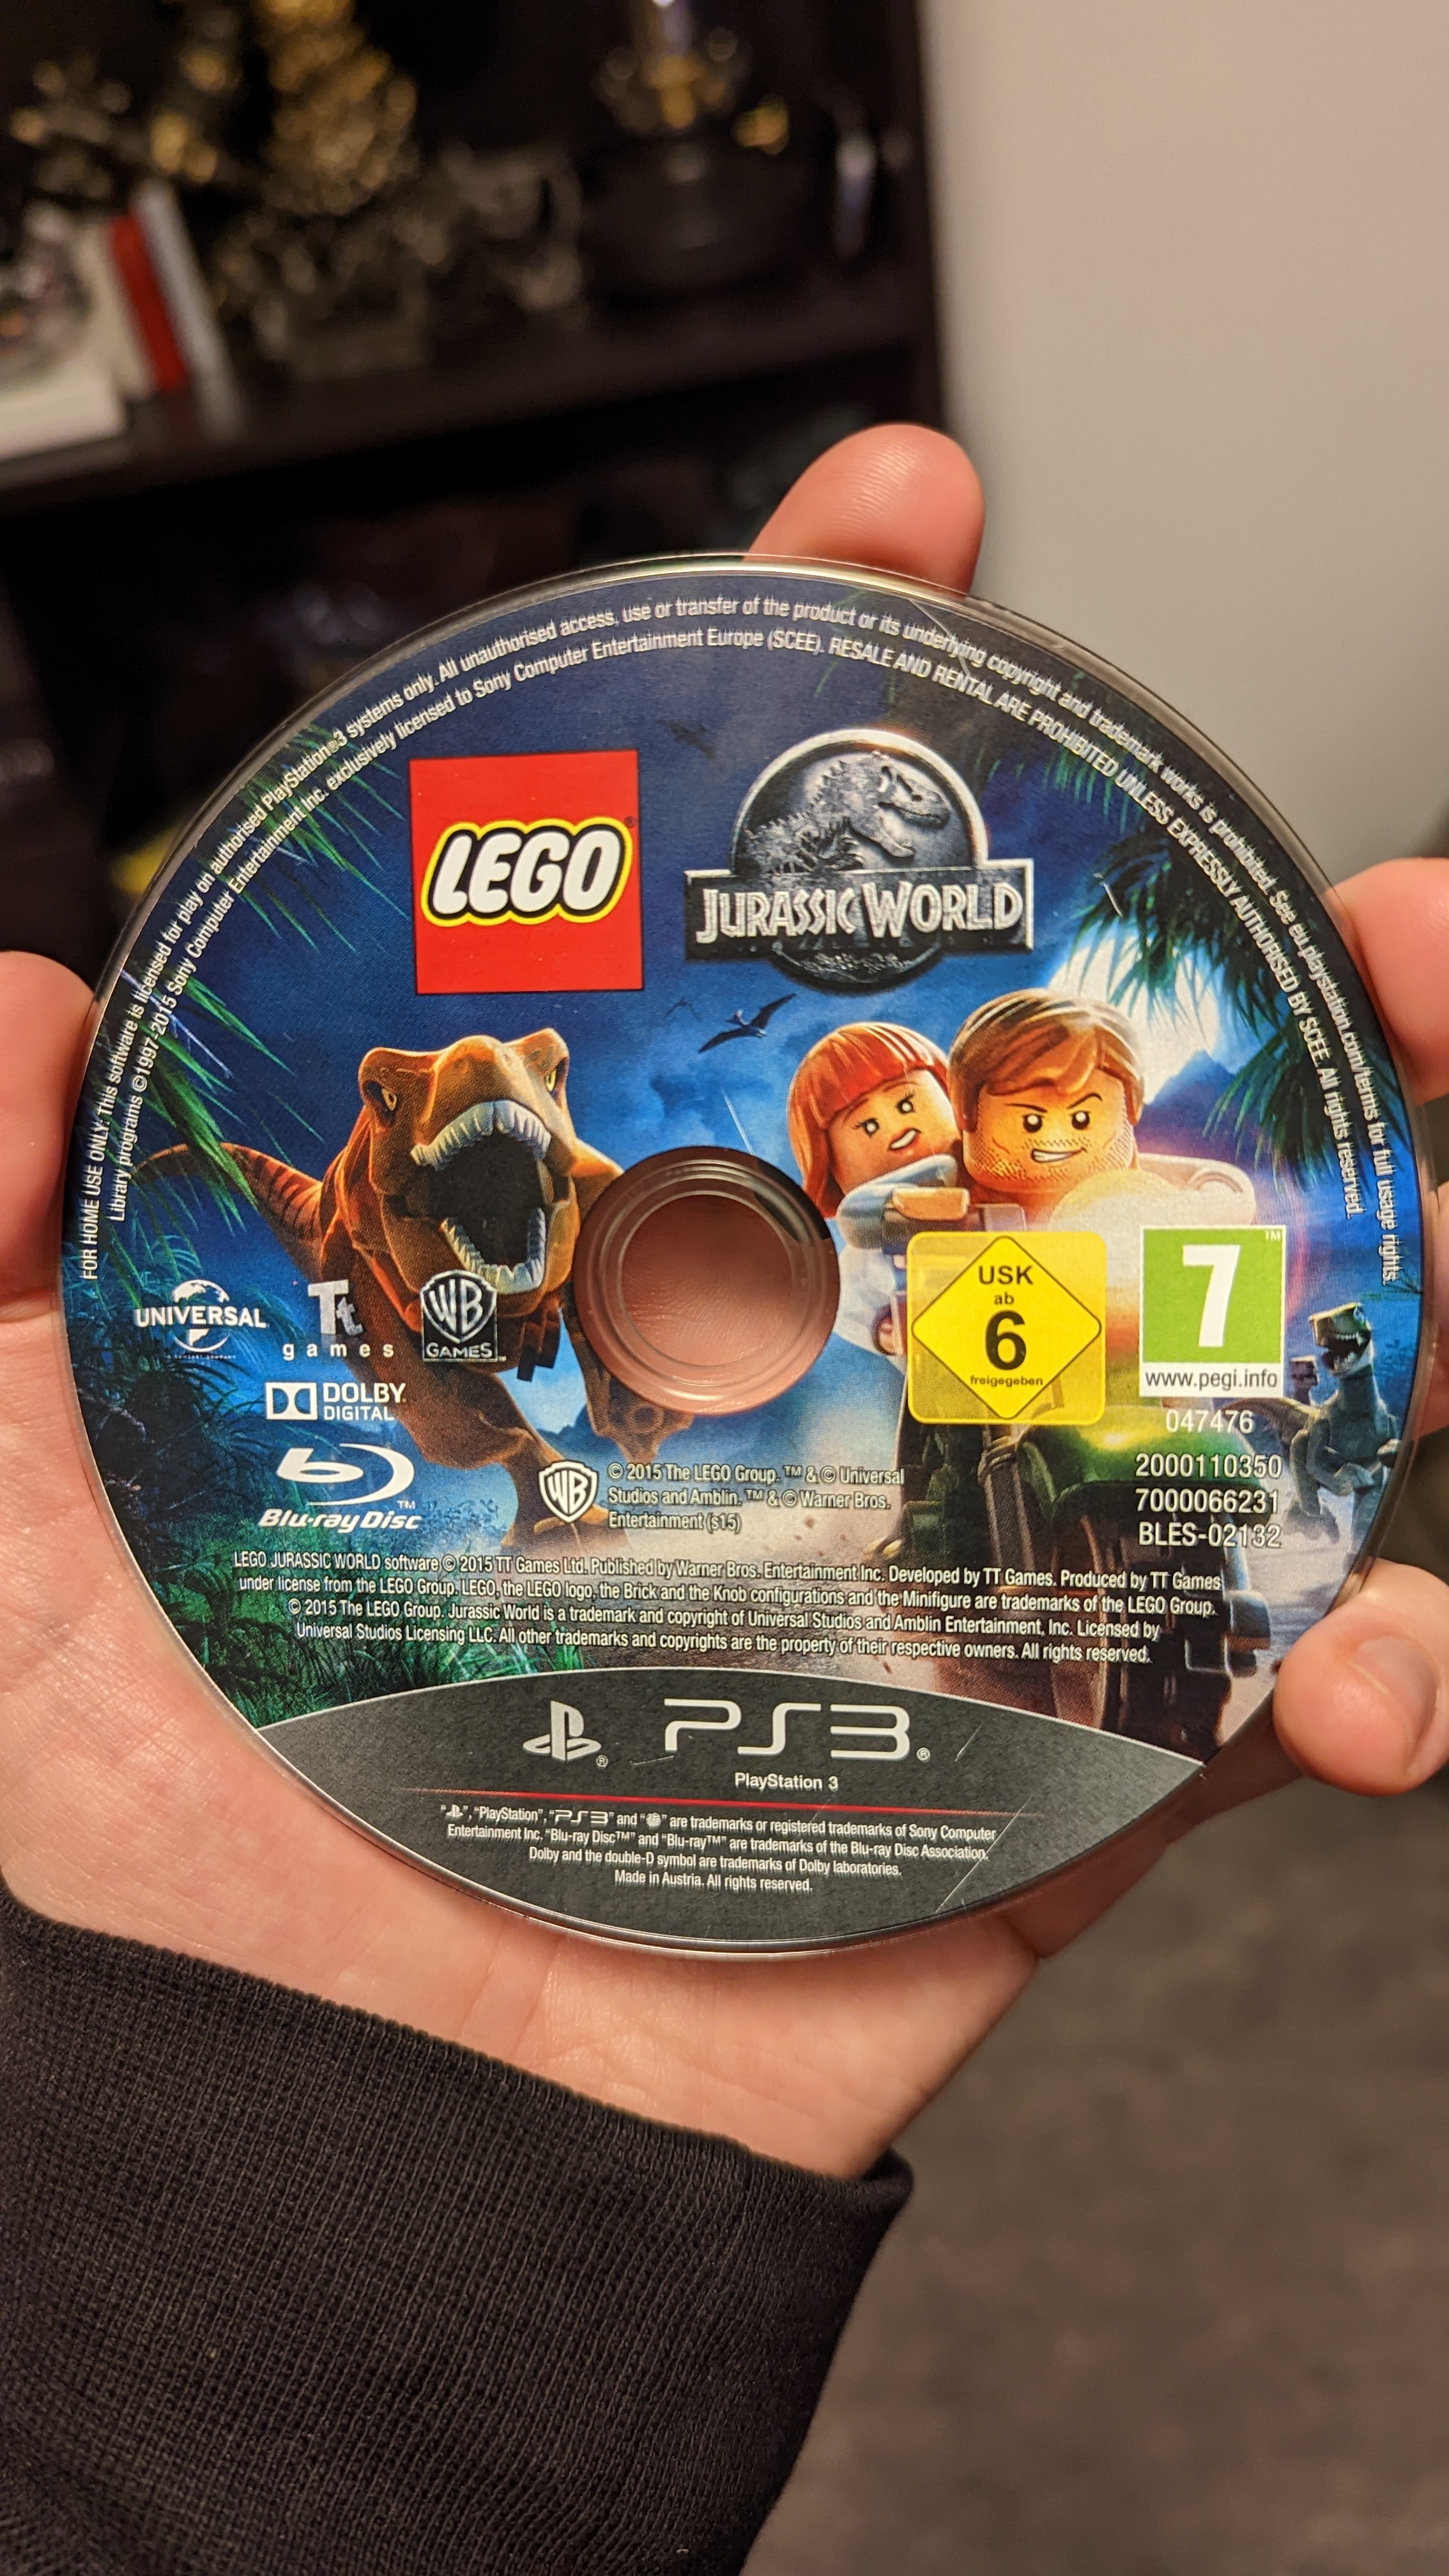 FOR HOME USE ONLY. This software is licensed for play on authorised PlayStation®3 systems only. All unauthorised access, use or transfer of the product or its underlying copyright and trademark works is prohibited. See eu.playstation.com/terms for full usage rights.
Library programs ©1997-2015 Sony Computer Entertainment Inc. exclusively licensed to Sony Computer Entertainment Europe (SCEE). RESALE AND RENTAL ARE PROHIBITED UNLESS EXPRESSLY AUTHORISED BY SCEE. All rights reserved.
LEGO®
JURASSIC WORLD
UNIVERSAL
Tt
games
WB
GAMES™
USK
ab
6
freigegeben
7™
www.pegi.info
DOLBY®
DIGITAL
047476
2000110350
7000066231
BLES-02132
Blu-ray Disc™
WB
© 2015 The LEGO Group. ™ & © Universal
Studios and Amblin. ™ & © Warner Bros.
Entertainment (s15)
LEGO JURASSIC WORLD software © 2015 TT Games Ltd. Published by Warner Bros. Entertainment Inc. Developed by TT Games. Produced by TT Games
under license from the LEGO Group. LEGO, the LEGO logo, the Brick and the Knob configurations and the Minifigure are trademarks of the LEGO Group.
© 2015 The LEGO Group. Jurassic World is a trademark and copyright of Universal Studios and Amblin Entertainment, Inc. Licensed by
Universal Studios Licensing LLC. All other trademarks and copyrights are the property of their respective owners. All rights reserved.
® PS3®
PlayStation 3
"", "PlayStation", "PS3" and "" are trademarks or registered trademarks of Sony Computer
Entertainment Inc. "Blu-ray Disc™" and "Blu-ray™" are trademarks of the Blu-ray Disc Association.
Dolby and the double-D symbol are trademarks of Dolby laboratories.
Made in Austria. All rights reserved.